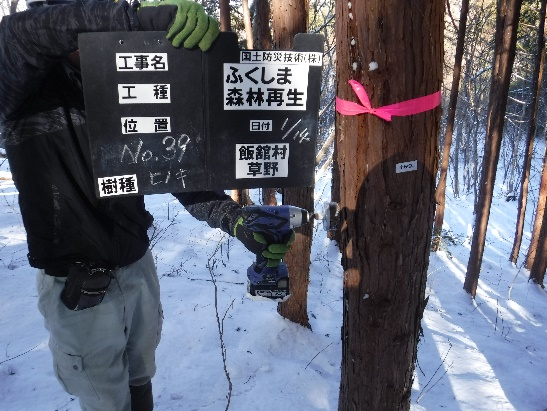 工事名
国土防災技術(株)
工種
ふくしま
森林再生
位置
No.39
日付 1/14
樹種 ヒノキ
飯舘村
草野